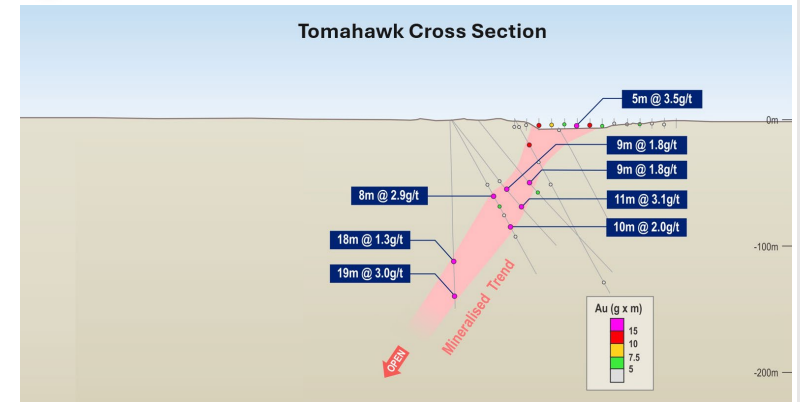 Tomahawk Cross Section
5m @ 3.5g/t
0m
9m @ 1.8g/t
9m @ 1.8g/t
8m @ 2.9g/t
11m @ 3.1g/t
10m @ 2.0g/t
18m @ 1.3g/t
-100m
19m @ 3.0g/t
Mineralised Trend
Au (g x m)
15
10
7.5
5
OPEN
-200m